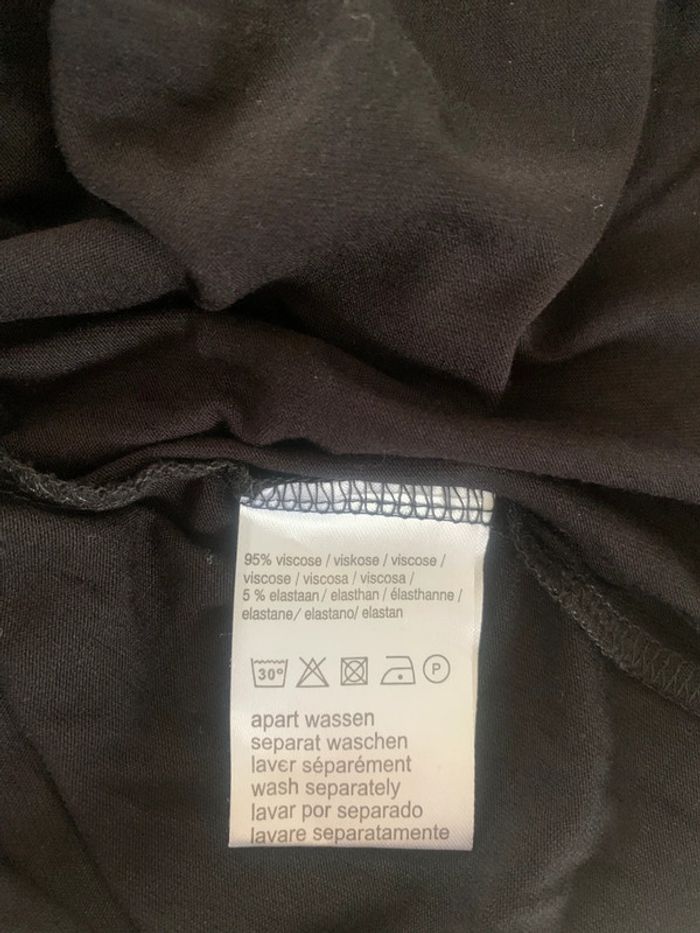 95% viscose / viskose / viscose /
viscose / viscosa / viscosa /
5 % elastaan / elasthan / élasthanne /
elastane/ elastano/ elastan
30° P
apart wassen
separat waschen
laver séparément
wash separately
lavar por separado
lavare separatamente